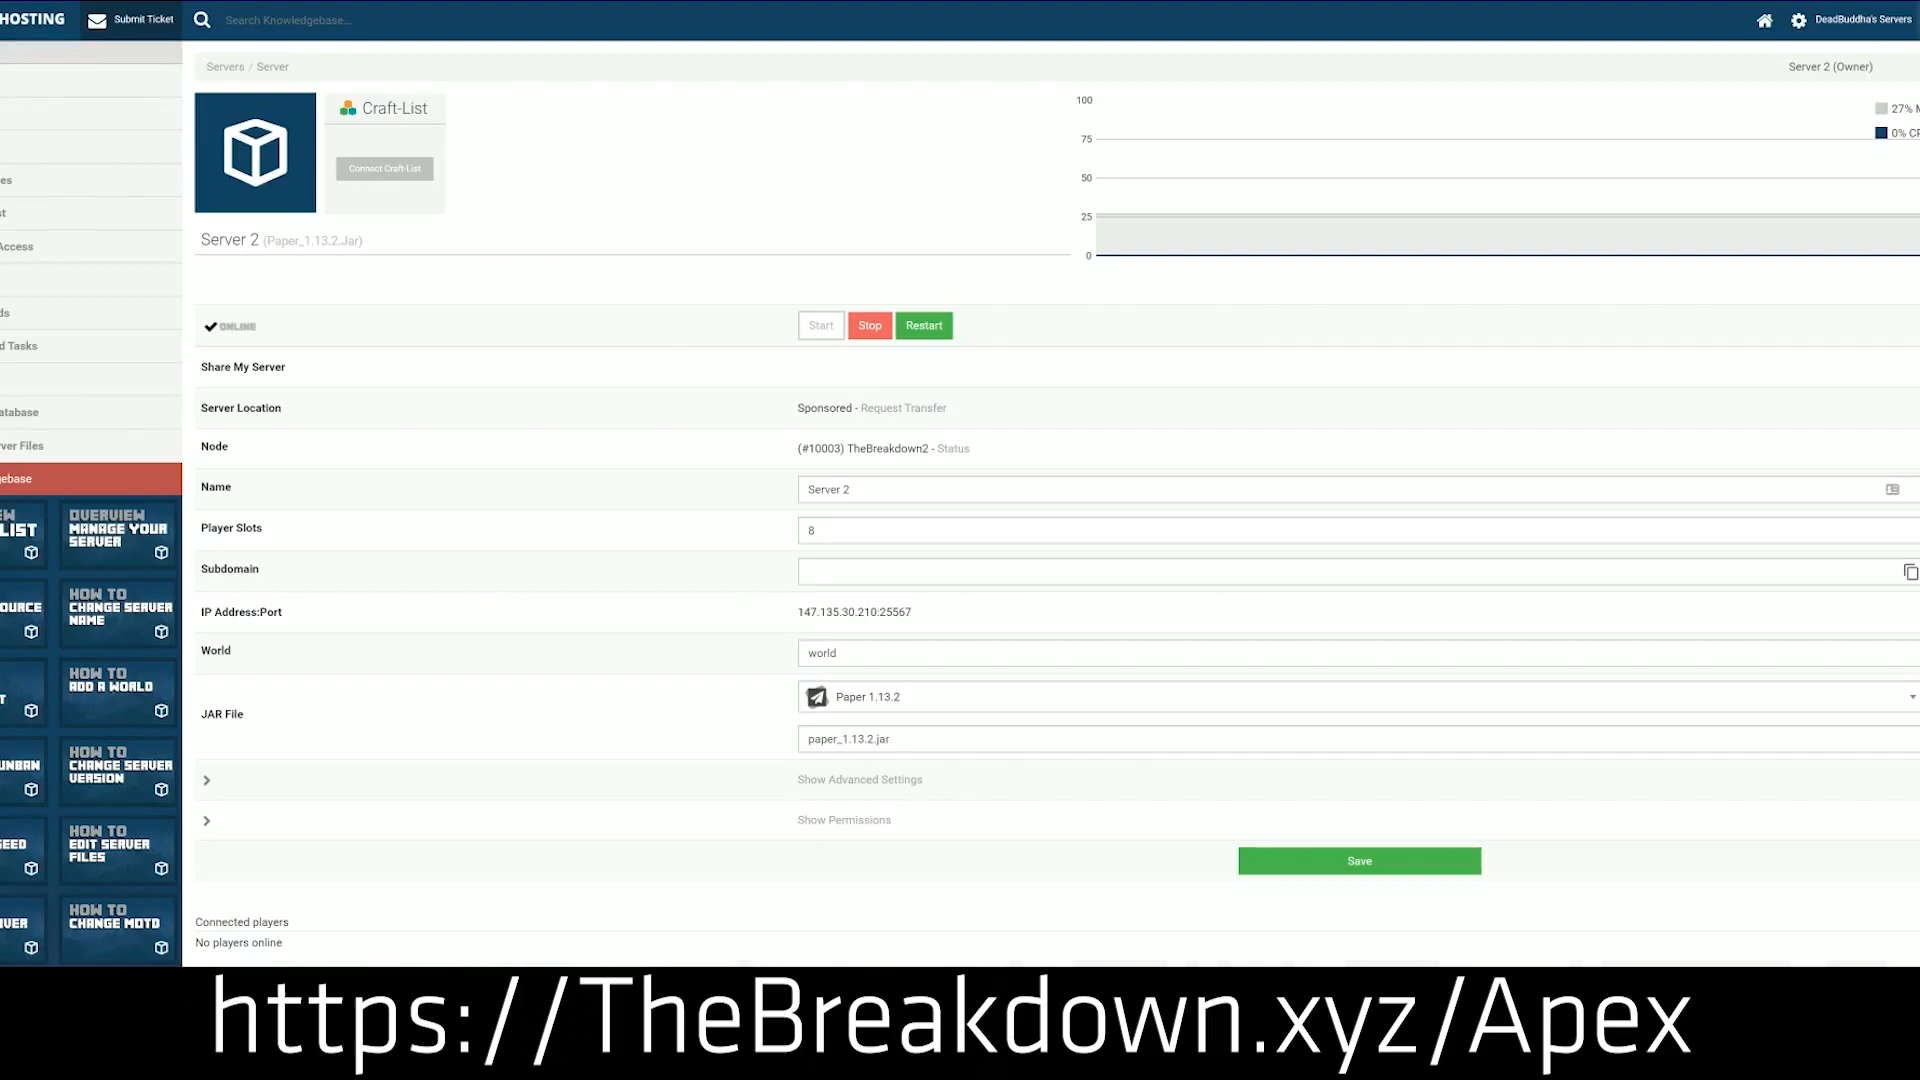 HOSTING
Submit Ticket
Search Knowledgebase...
DeadBuddha's Servers
Servers / Server
Server 2 (Owner)
Craft-List
Connect Craft-List
Server 2 (Paper_1.13.2.Jar)
100
75
50
25
0
27% M
0% CP
es
st
Access
ds
d Tasks
atabase
ver Files
gebase
ONLINE
Start
Stop
Restart
Share My Server
Server Location
Sponsored - Request Transfer
Node
(#10003) TheBreakdown2 - Status
Name
Server 2
Player Slots
8
Subdomain
IP Address:Port
147.135.30.210:25567
World
world
JAR File
Paper 1.13.2
paper_1.13.2.jar
Show Advanced Settings
Show Permissions
Save
Connected players
No players online
EW
LIST
OVERVIEW
MANAGE YOUR
SERVER
OURCE
HOW TO
CHANGE SERVER
NAME
T
HOW TO
ADD A WORLD
UNBAN
HOW TO
CHANGE SERVER
VERSION
SEED
HOW TO
EDIT SERVER
FILES
RVER
HOW TO
CHANGE MOTD
https://TheBreakdown.xyz/Apex